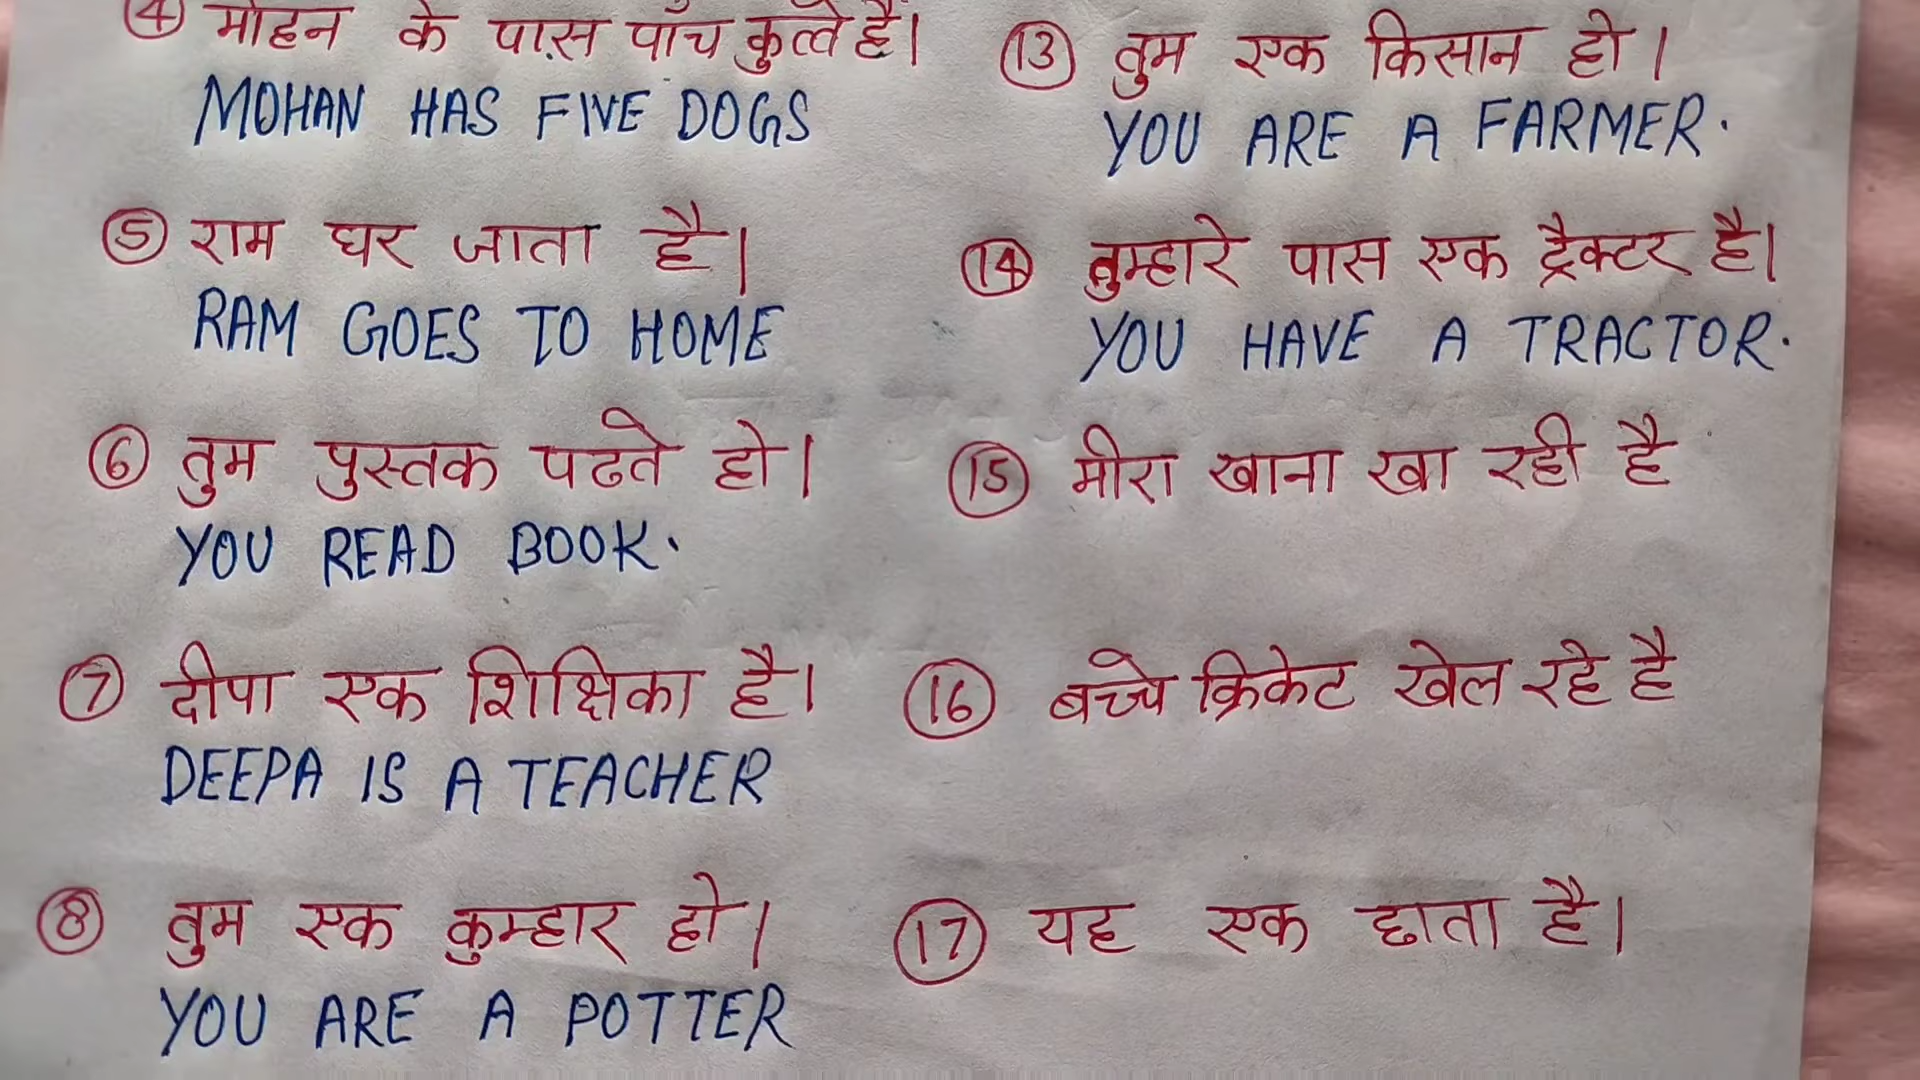 ④ मोहन के पास पाँच कुत्ते है।
MOHAN HAS FIVE DOGS
⑤ राम घर जाता है।
RAM GOES TO HOME
⑥ तुम पुस्तक पढते हो।
YOU READ BOOK.
⑦ दीपा एक शिक्षिका है।
DEEPA IS A TEACHER
⑧ तुम एक कुम्हार हो।
YOU ARE A POTTER
⑬ तुम एक किसान हो।
YOU ARE A FARMER.
⑭ तुम्हारे पास एक ट्रैक्टर है।
YOU HAVE A TRACTOR.
⑮ मीरा खाना खा रही है
⑯ बच्चे क्रिकेट खेल रहे है
⑰ यह एक छाता है।